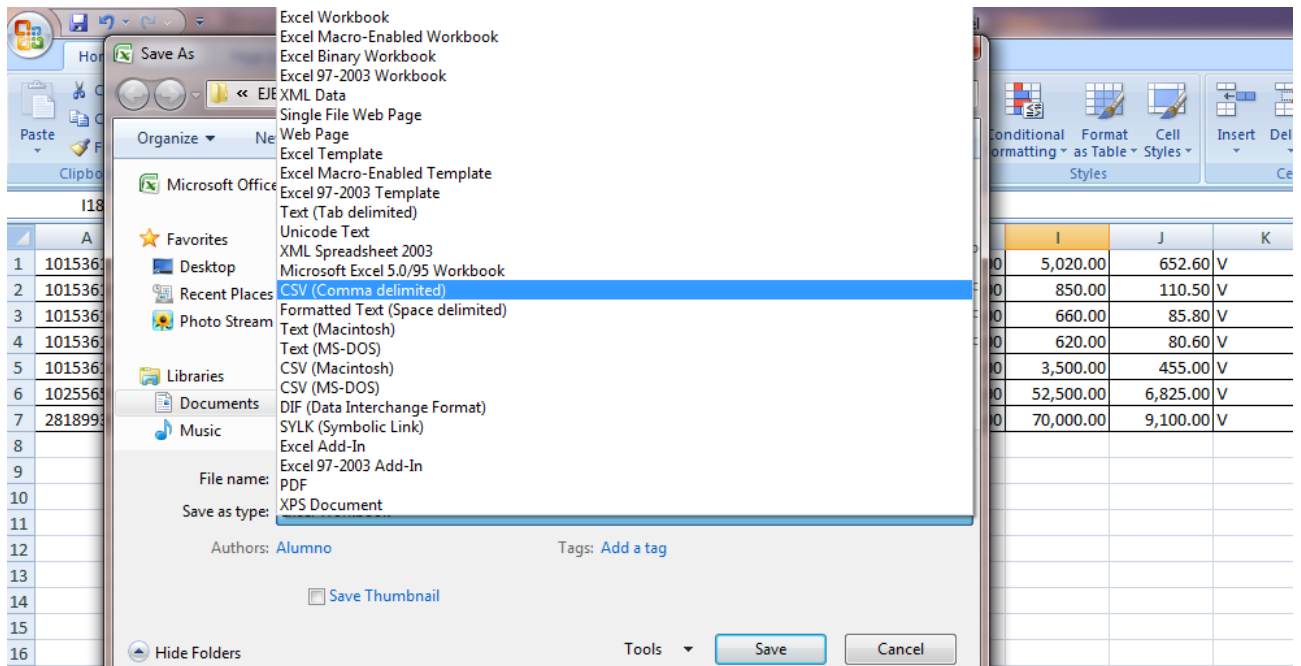 Excel Workbook
Excel Macro-Enabled Workbook
Excel Binary Workbook
Excel 97-2003 Workbook
XML Data
Single File Web Page
Web Page
Excel Template
Excel Macro-Enabled Template
Excel 97-2003 Template
Text (Tab delimited)
Unicode Text
XML Spreadsheet 2003
Microsoft Excel 5.0/95 Workbook
CSV (Comma delimited)
Formatted Text (Space delimited)
Text (Macintosh)
Text (MS-DOS)
CSV (Macintosh)
CSV (MS-DOS)
DIF (Data Interchange Format)
SYLK (Symbolic Link)
Excel Add-In
Excel 97-2003 Add-In
PDF
XPS Document
Save As
« EJE
Organize
Microsoft Office
Favorites
Desktop
Recent Places
Photo Stream
Libraries
Documents
Music
File name:
Save as type:
Authors: Alumno
Tags: Add a tag
Save Thumbnail
Hide Folders
Tools
Save
Cancel
Paste
Format as Table
Cell Styles
Insert
Styles
I18
A I J K
1 101536 5,020.00 652.60 V
2 101536 850.00 110.50 V
3 101536 660.00 85.80 V
4 101536 620.00 80.60 V
5 101536 3,500.00 455.00 V
6 102556 52,500.00 6,825.00 V
7 281899 70,000.00 9,100.00 V
8
9
10
11
12
13
14
15
16